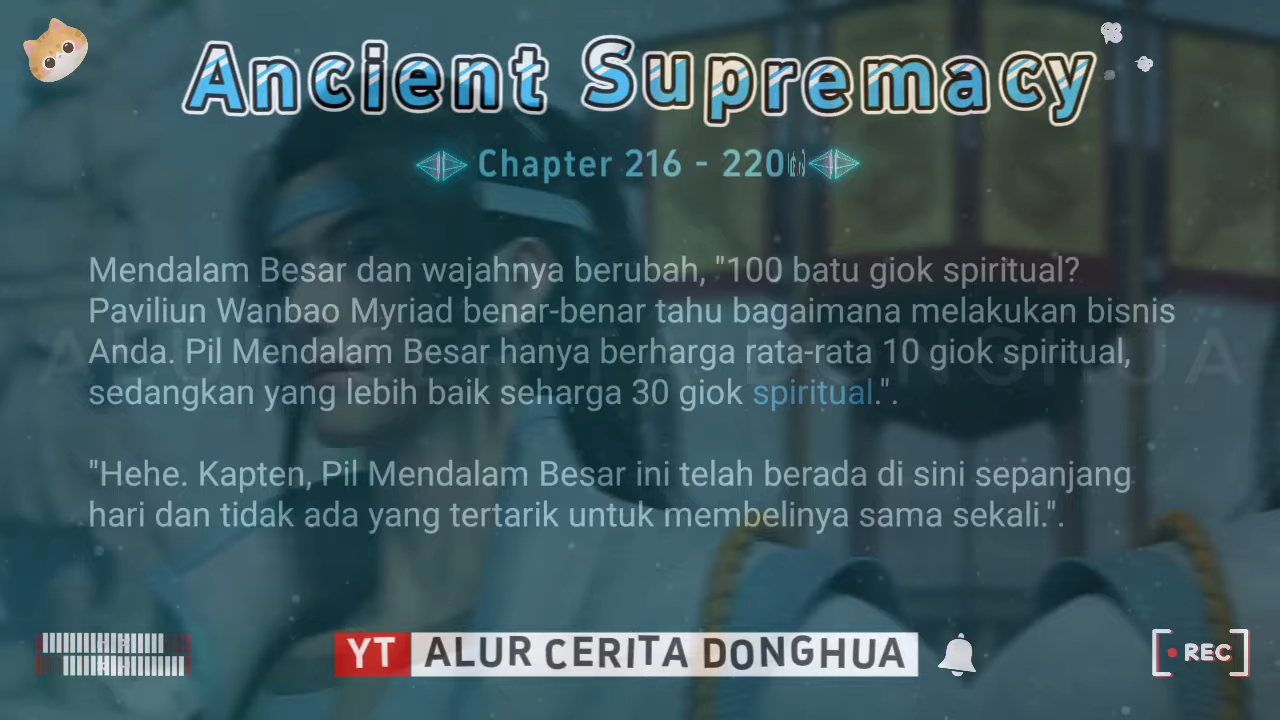 Ancient Supremacy
Chapter 216 - 220
Mendalam Besar dan wajahnya berubah, "100 batu giok spiritual?
Paviliun Wanbao Myriad benar-benar tahu bagaimana melakukan bisnis
Anda. Pil Mendalam Besar hanya berharga rata-rata 10 giok spiritual,
sedangkan yang lebih baik seharga 30 giok spiritual.".
"Hehe. Kapten, Pil Mendalam Besar ini telah berada di sini sepanjang
hari dan tidak ada yang tertarik untuk membelinya sama sekali.".
YT ALUR CERITA DONGHUA
REC